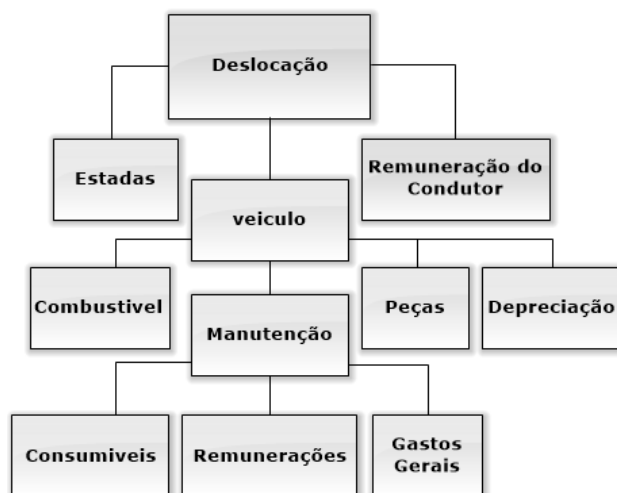 Deslocação
Estadas
Remuneração do
Condutor
veiculo
Combustivel
Peças
Depreciação
Manutenção
Consumiveis
Remunerações
Gastos
Gerais